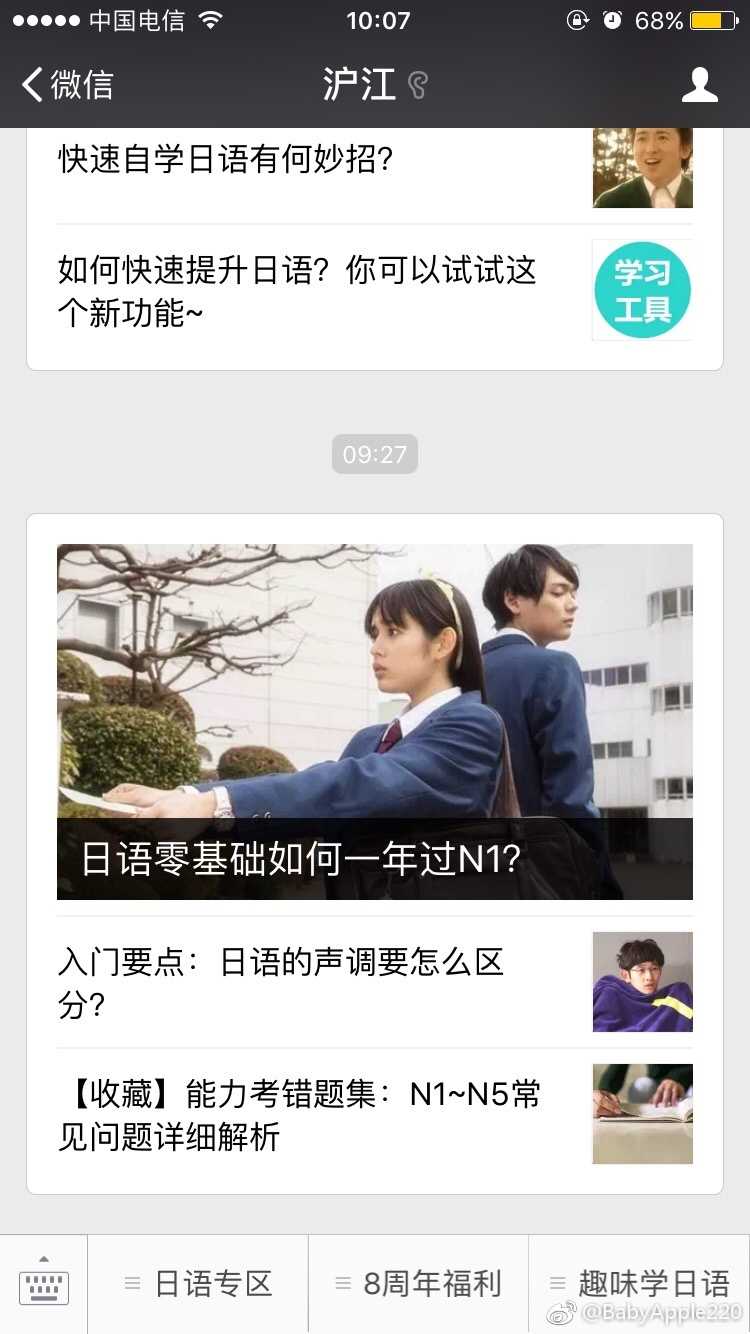 中国电信 10:07 68%
微信 沪江
快速自学日语有何妙招?
如何快速提升日语？你可以试试这
个新功能~
学习
工具
09:27
日语零基础如何一年过N1?
入门要点：日语的声调要怎么区
分?
【收藏】能力考错题集：N1~N5常
见问题详细解析
日语专区 8周年福利 趣味学日语
@BabyApple220